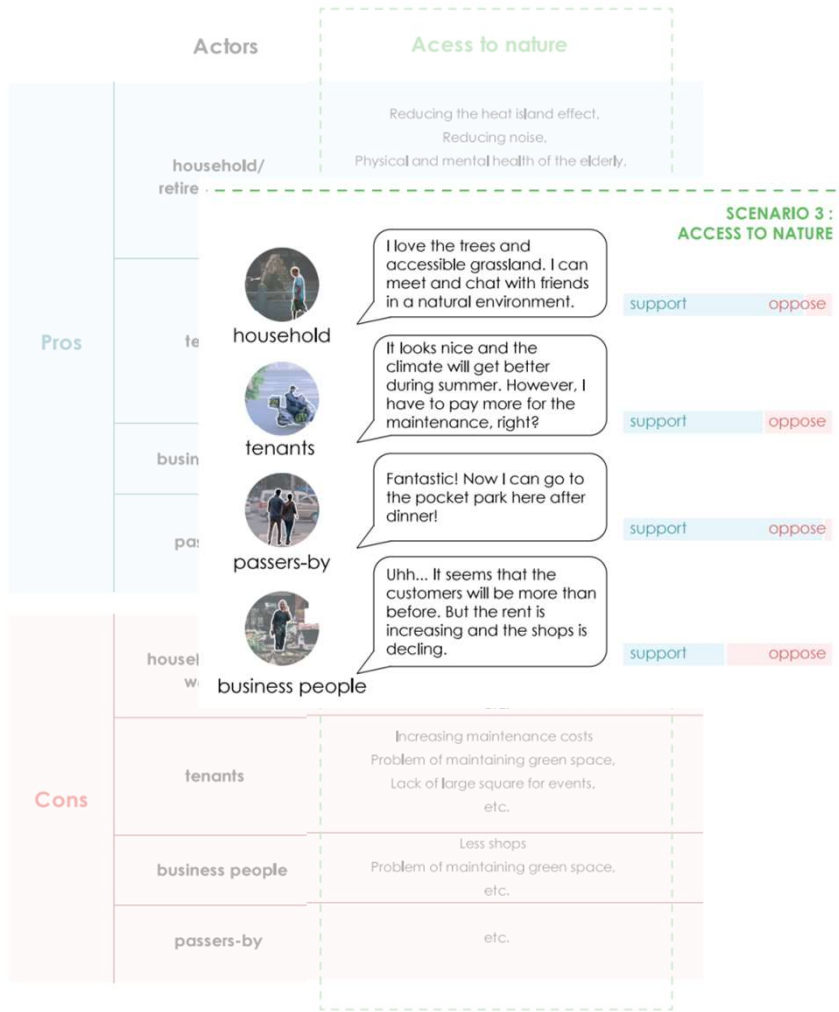 Actors
Acess to nature
Pros
household/
retire
Reducing the heat island effect,
Reducing noise,
Physical and mental health of the elderly,
te
busin
pas
SCENARIO 3 :
ACCESS TO NATURE
household
I love the trees and
accessible grassland. I can
meet and chat with friends
in a natural environment.
support oppose
tenants
It looks nice and the
climate will get better
during summer. However, I
have to pay more for the
maintenance, right?
support oppose
passers-by
Fantastic! Now I can go to
the pocket park here after
dinner!
support oppose
business people
Uhh... It seems that the
customers will be more than
before. But the rent is
increasing and the shops is
decling.
support oppose
Cons
househ
w
tenants
Increasing maintenance costs
Problem of maintaining green space,
Lack of large square for events,
etc.
business people
Less shops
Problem of maintaining green space,
etc.
passers-by
etc.